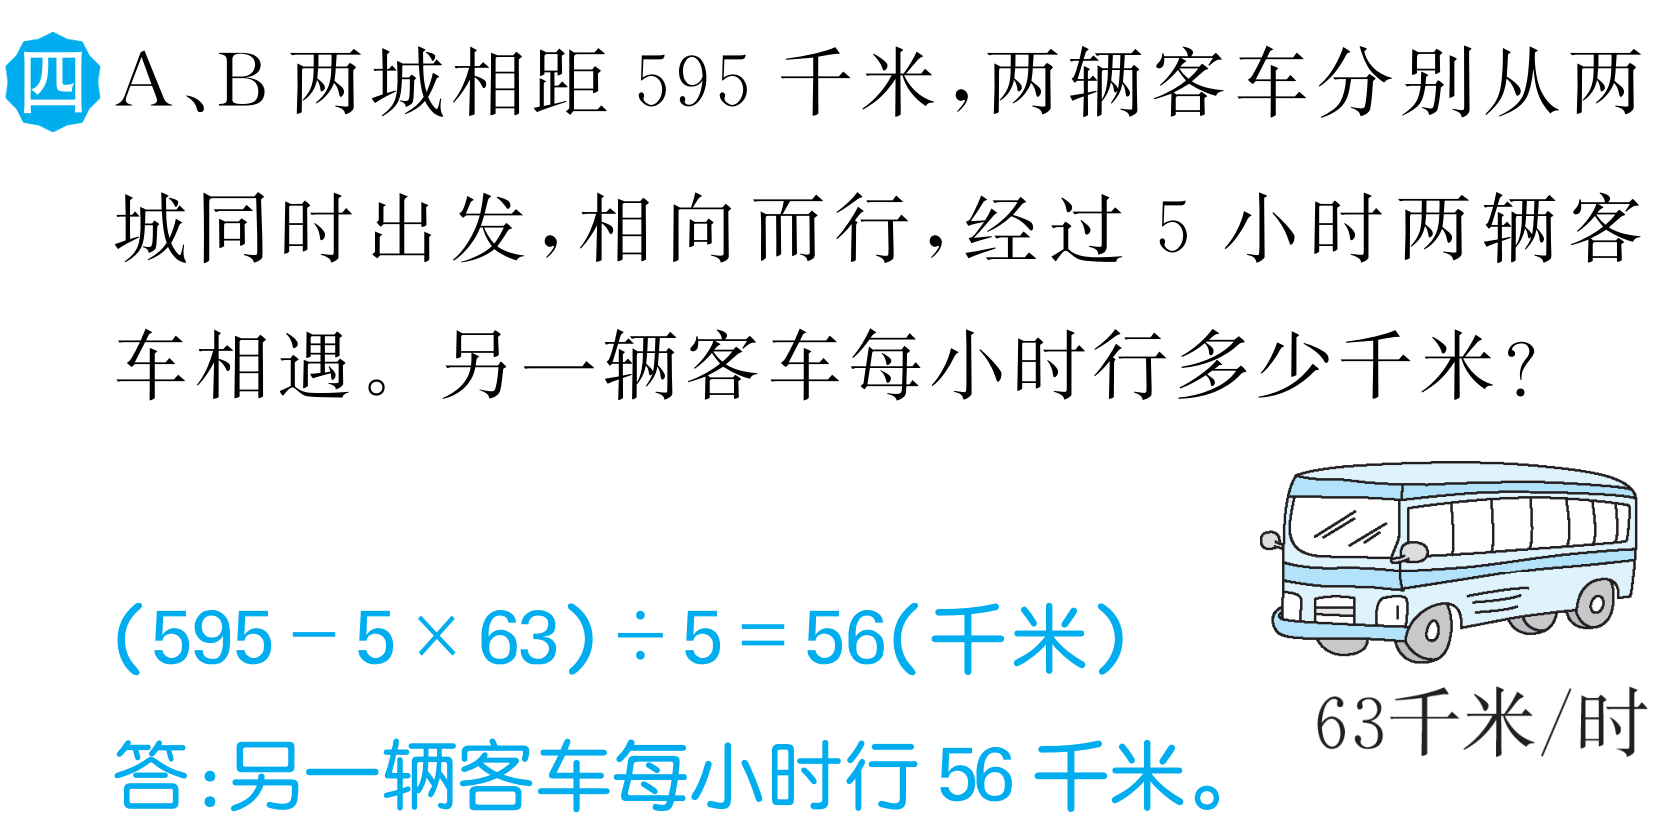 四 A、B 两城相距 595 千米,两辆客车分别从两
城同时出发,相向而行,经过 5 小时两辆客
车相遇。另一辆客车每小时行多少千米?
(595－5×63)÷5＝56(千米)
63千米/时
答:另一辆客车每小时行 56 千米。